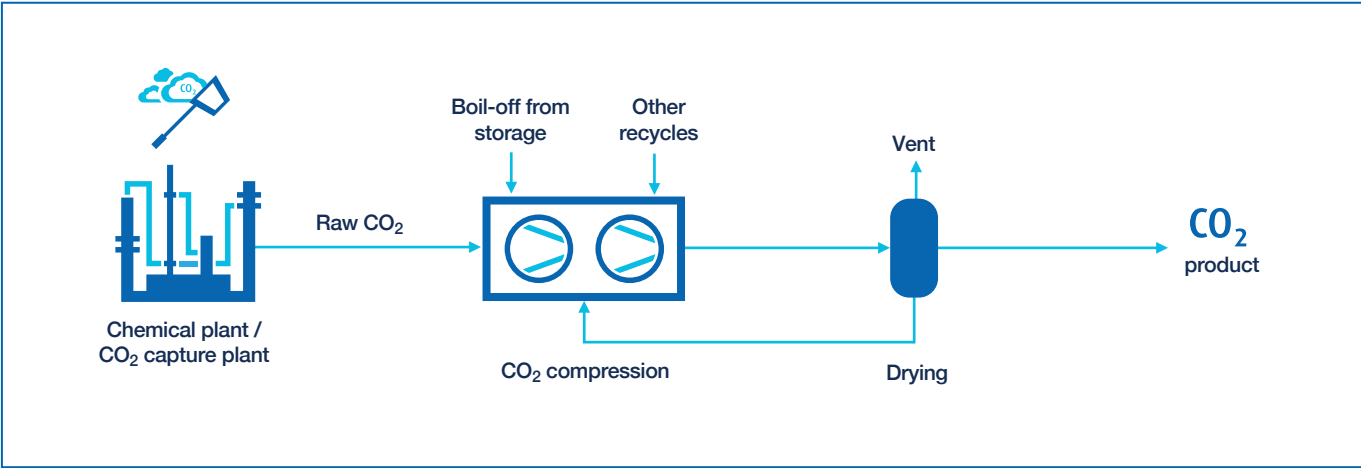 CO₂
Boil-off from
storage
Other
recycles
Vent
Raw CO₂
CO₂
product
Chemical plant /
CO₂ capture plant
CO₂ compression
Drying